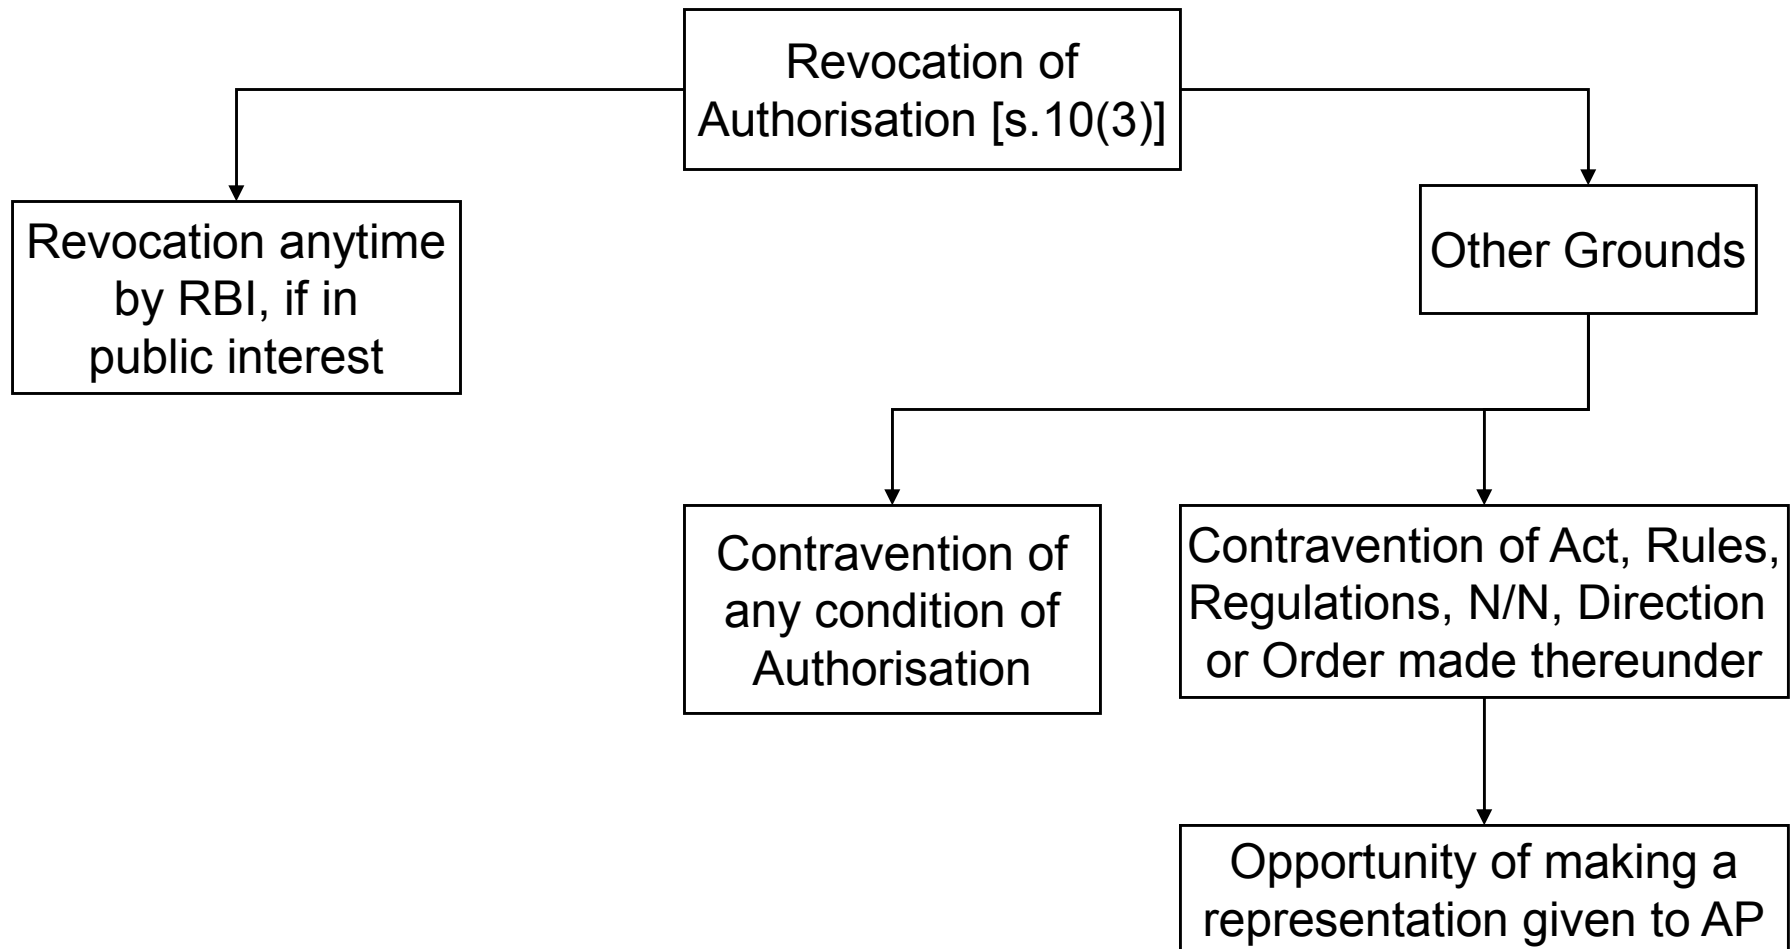 Revocation of
Authorisation [s.10(3)]
Revocation anytime
by RBI, if in
public interest
Other Grounds
Contravention of
any condition of
Authorisation
Contravention of Act, Rules,
Regulations, N/N, Direction
or Order made thereunder
Opportunity of making a
representation given to AP